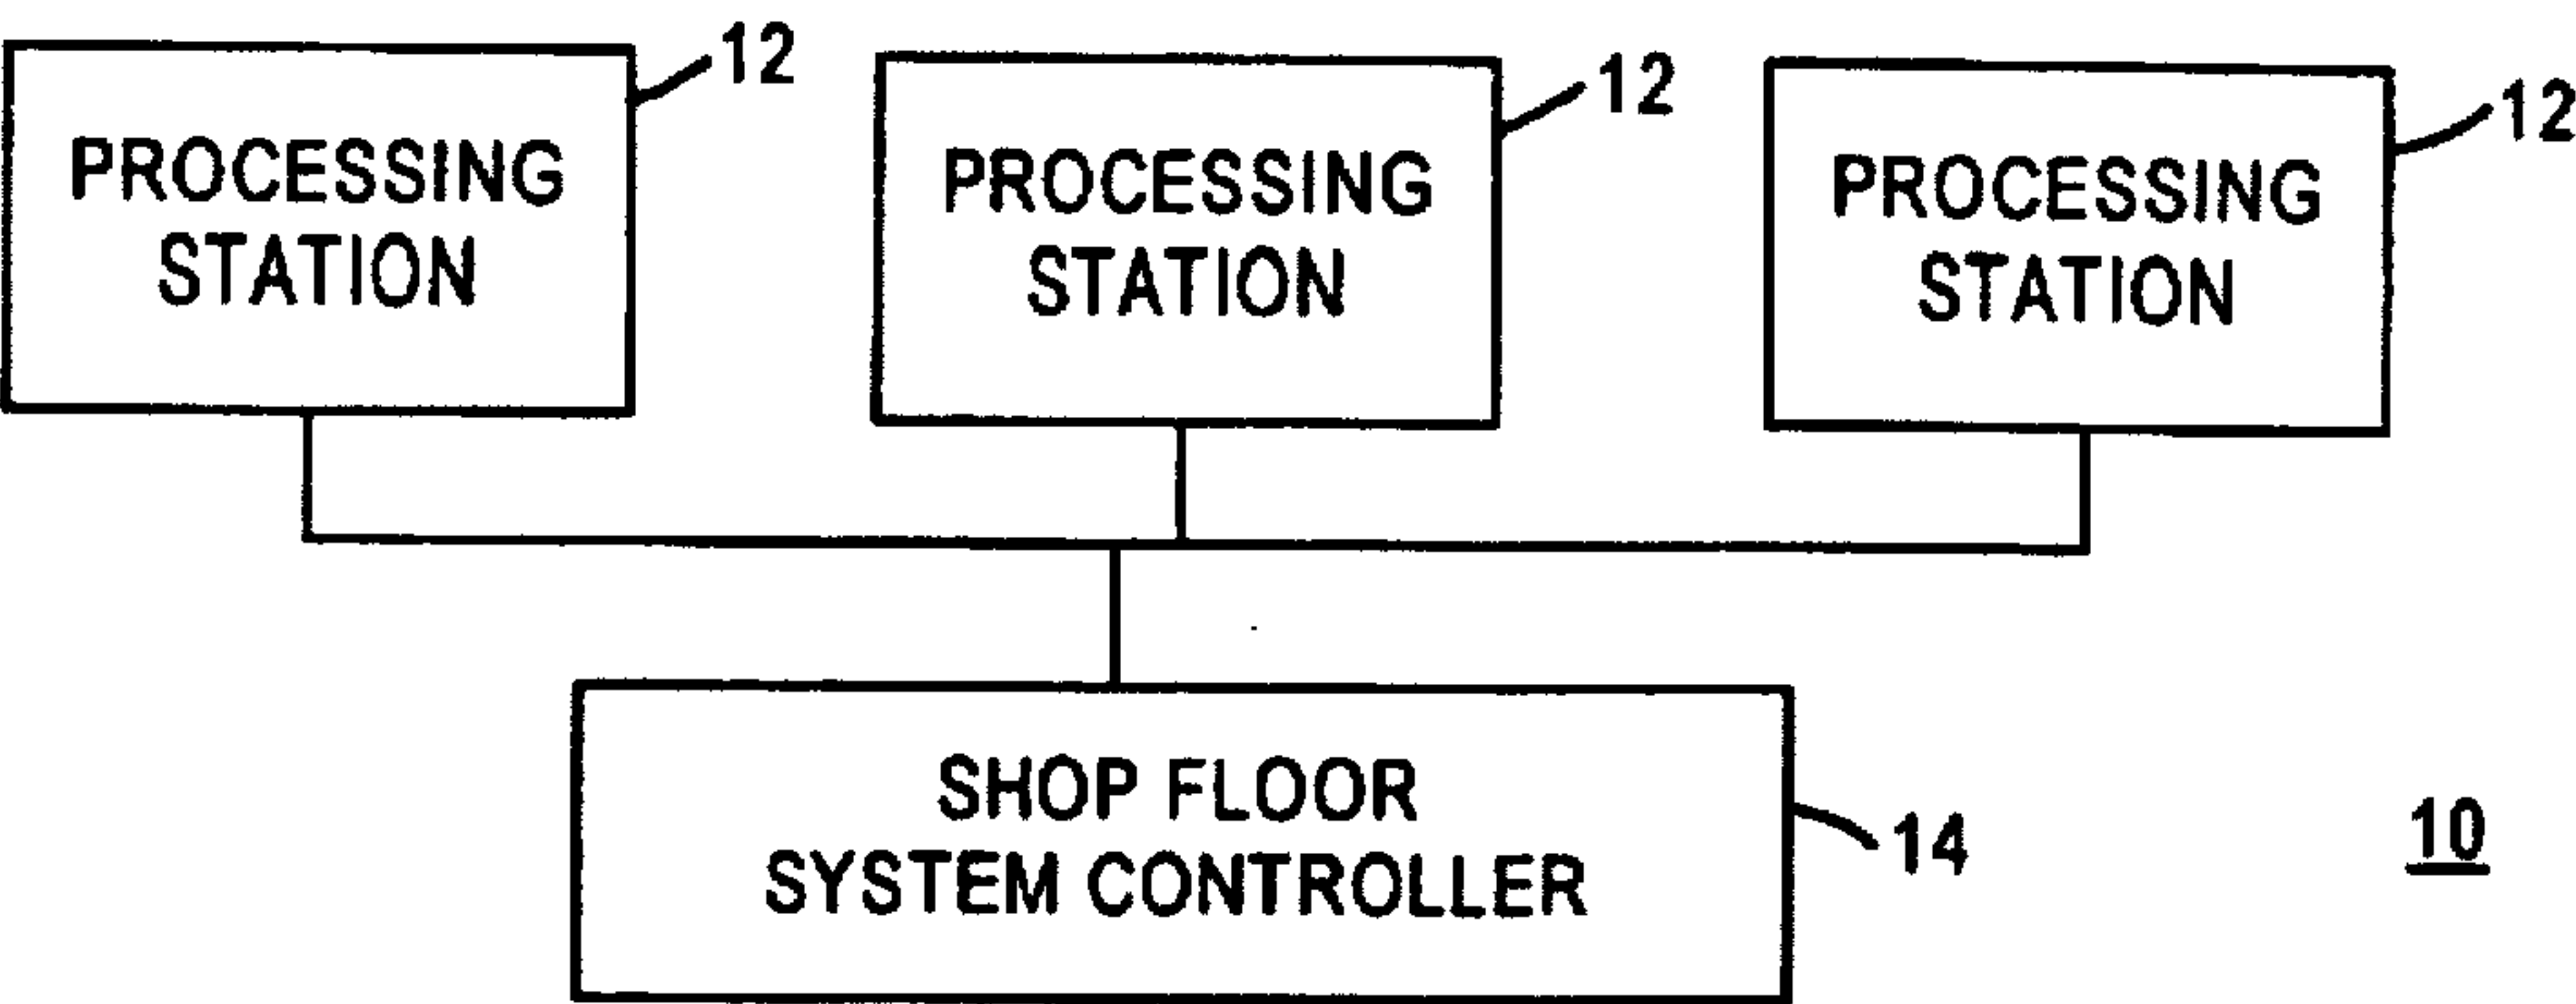 12
12
12
PROCESSING
STATION
PROCESSING
STATION
PROCESSING
STATION
SHOP FLOOR
SYSTEM CONTROLLER
14
10